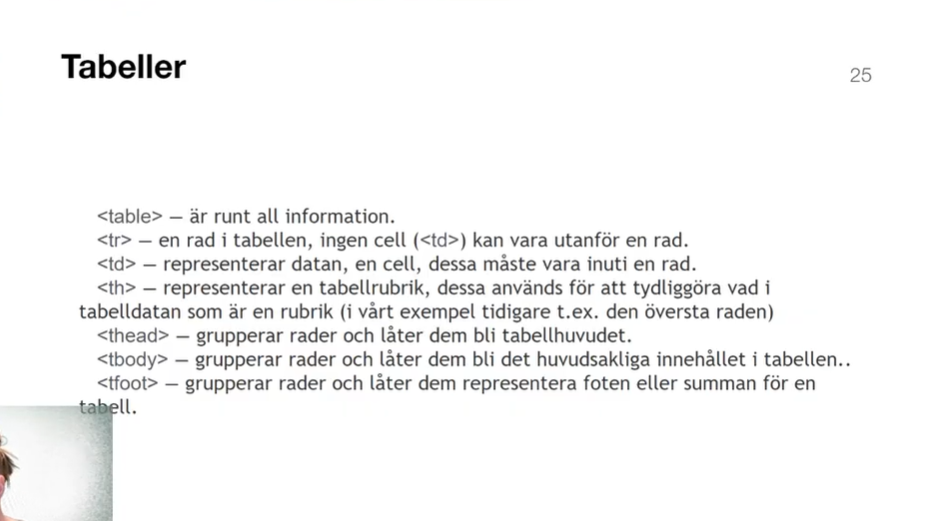 Tabeller
25
<table> — är runt all information.
<tr> — en rad i tabellen, ingen cell (<td>) kan vara utanför en rad.
<td> — representerar datan, en cell, dessa måste vara inuti en rad.
<th> — representerar en tabellrubrik, dessa används för att tydliggöra vad i
tabelldatan som är en rubrik (i vårt exempel tidigare t.ex. den översta raden)
<thead> — grupperar rader och låter dem bli tabellhuvudet.
<tbody> — grupperar rader och låter dem bli det huvudsakliga innehållet i tabellen..
<tfoot> — grupperar rader och låter dem representera foten eller summan för en
tabell.